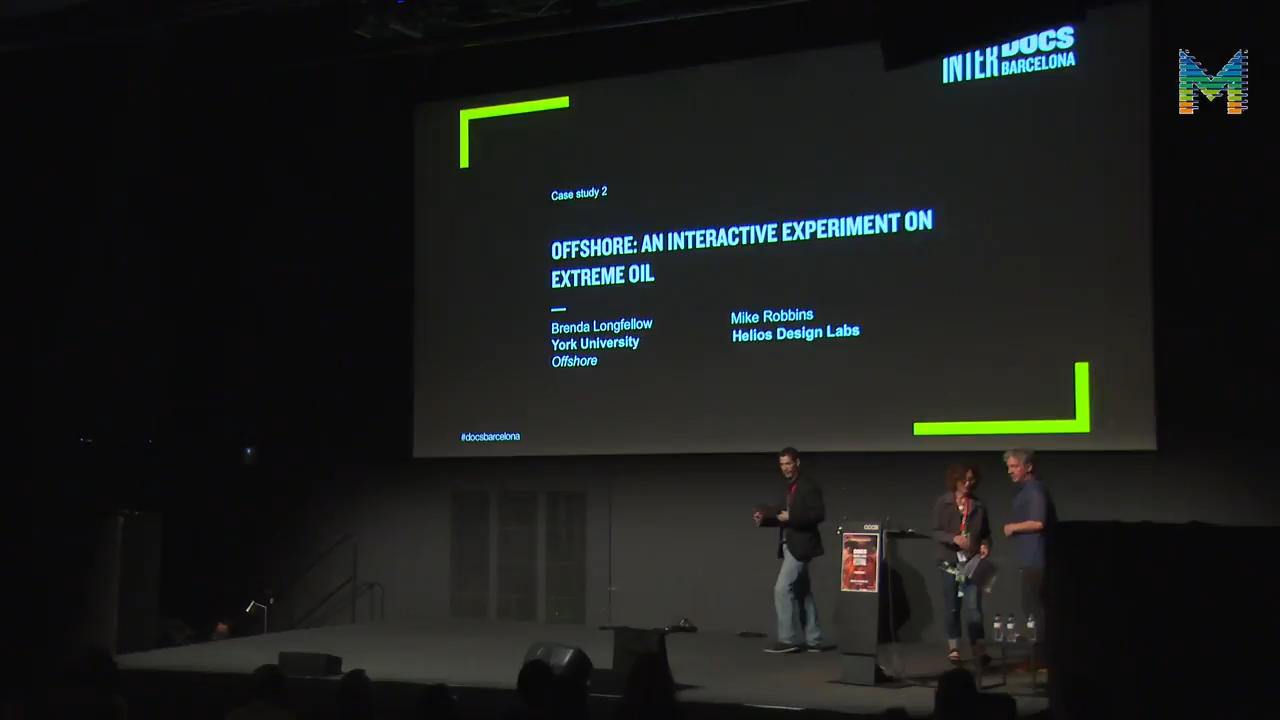 INTER DOCS
BARCELONA
Case study 2
OFFSHORE: AN INTERACTIVE EXPERIMENT ON
EXTREME OIL
Brenda Longfellow
York University
Offshore
Mike Robbins
Helios Design Labs
#docsbarcelona
DOCS